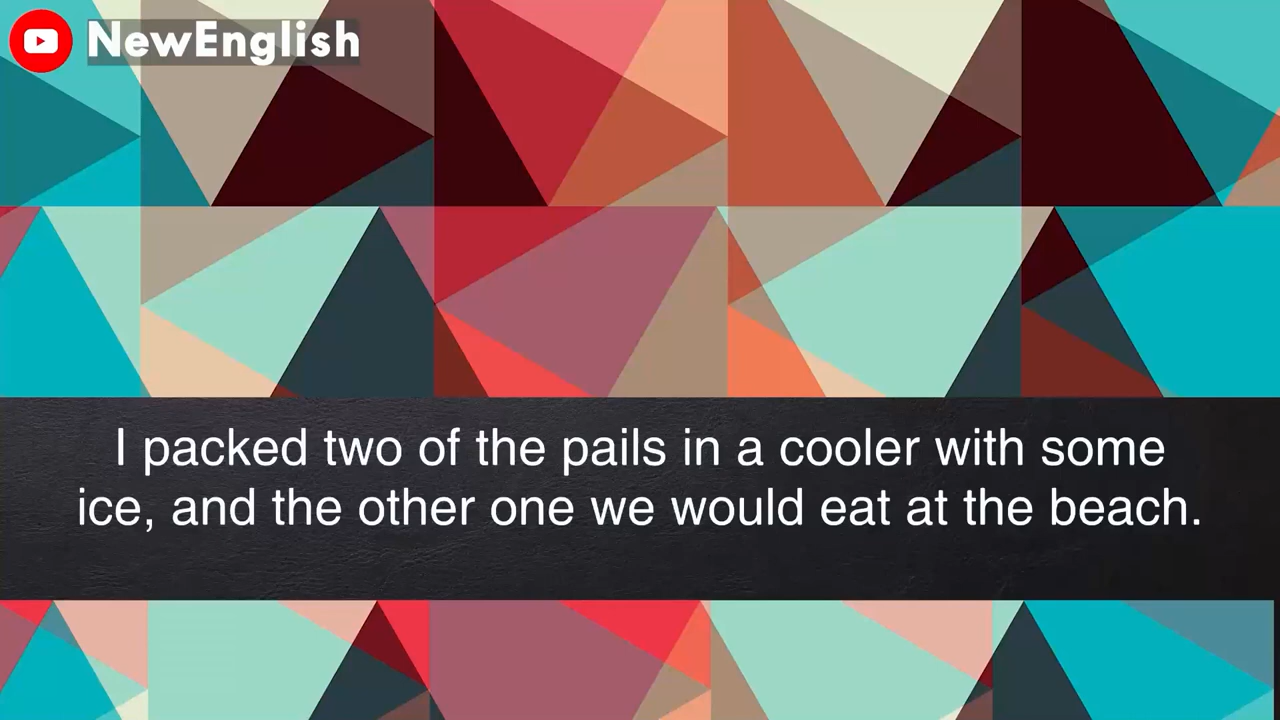 NewEnglish
I packed two of the pails in a cooler with some
ice, and the other one we would eat at the beach.